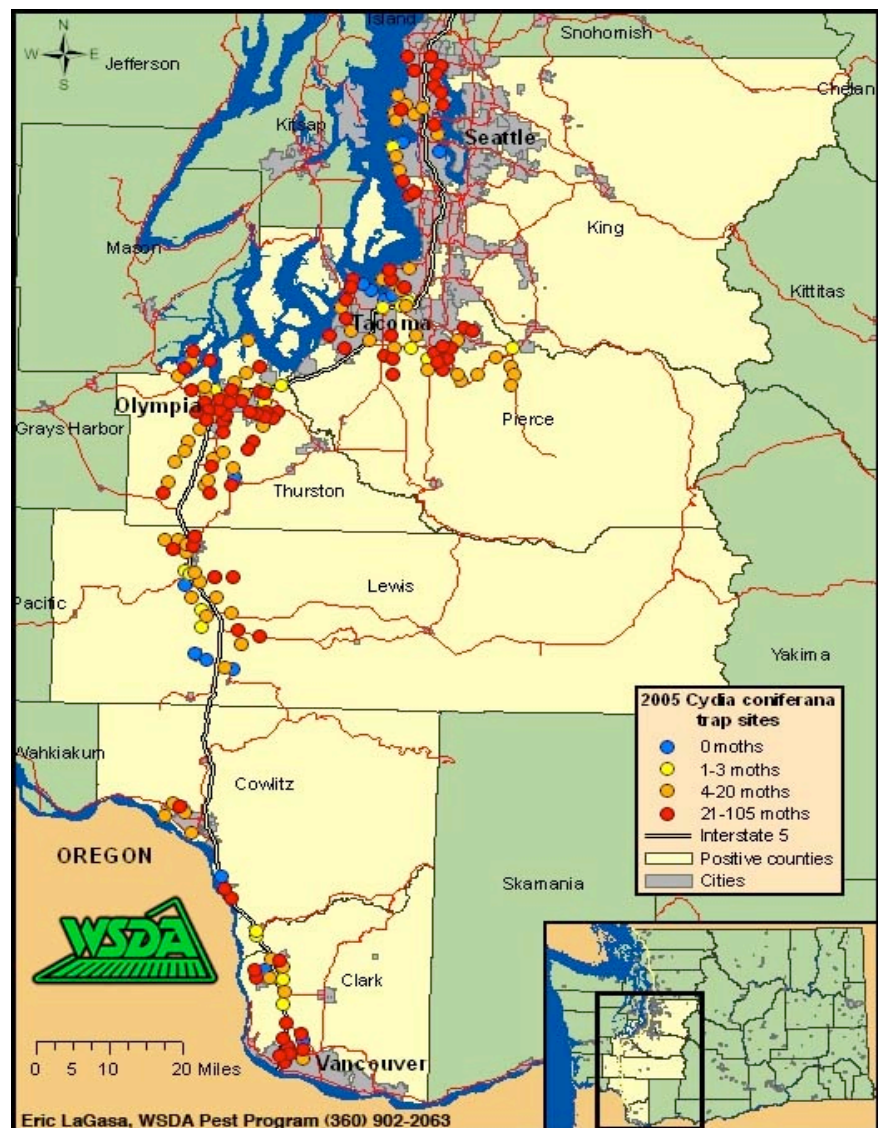 Island
Snohomish
N
W E
S
Jefferson
Chelan
Kitsap
Seattle
King
Mason
Kittitas
Tacoma
Olympia
Pierce
Grays Harbor
Thurston
Lewis
Pacific
Yakima
2005 Cydia coniferana
trap sites
0 moths
1-3 moths
4-20 moths
21-105 moths
Interstate 5
Positive counties
Cities
Wahkiakum
Cowlitz
OREGON
Skamania
WSDA
Clark
Vancouver
0 5 10 20 Miles
Eric LaGasa, WSDA Pest Program (360) 902-2063